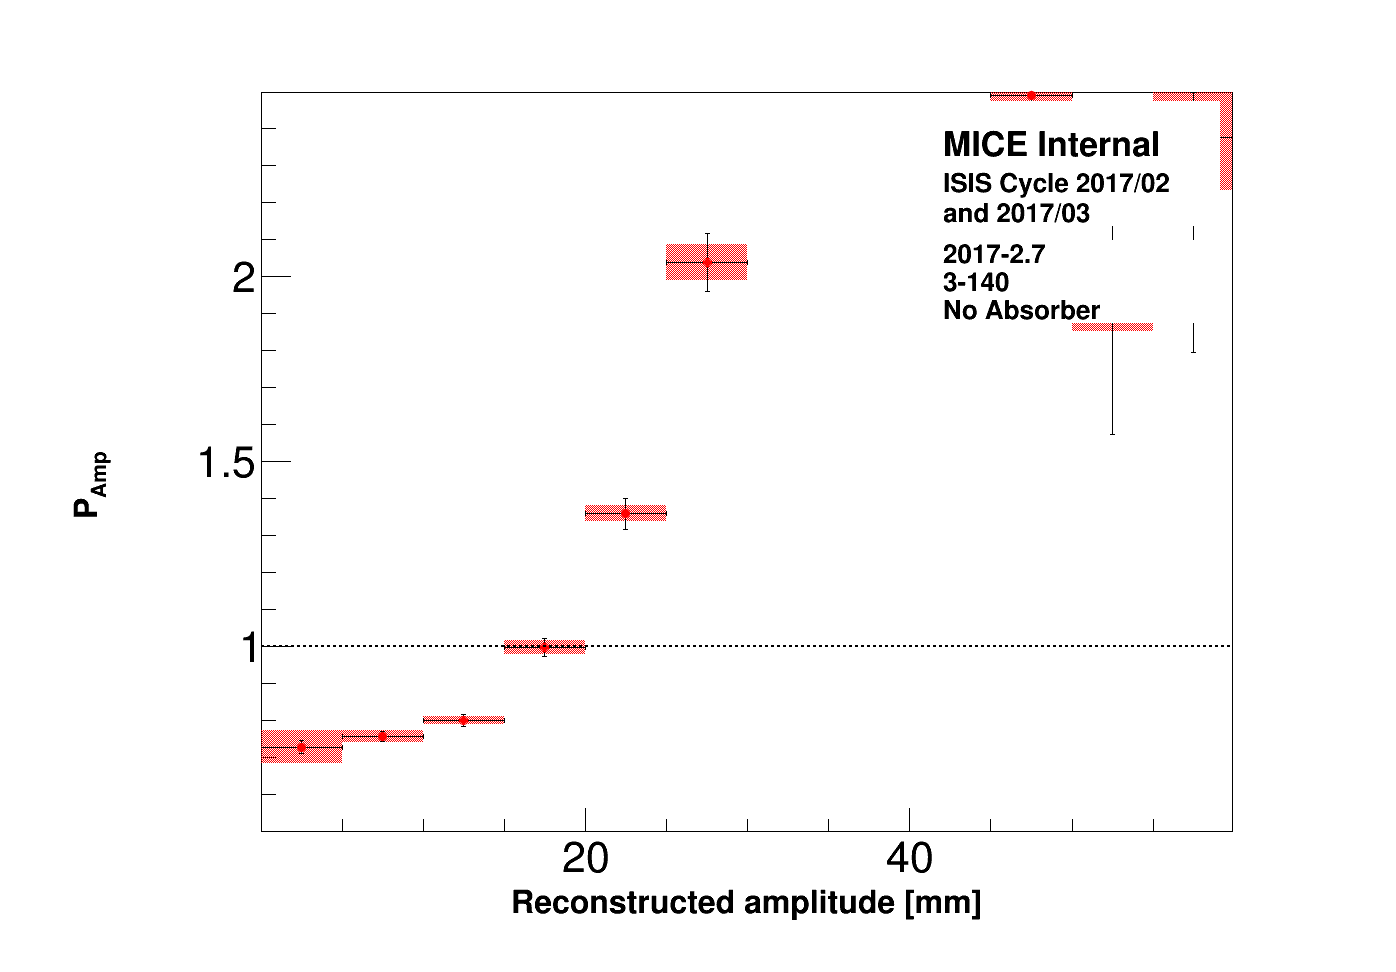 MICE Internal
ISIS Cycle 2017/02
and 2017/03
2017-2.7
3-140
No Absorber
2
1.5
1
P_Amp
20
40
Reconstructed amplitude [mm]